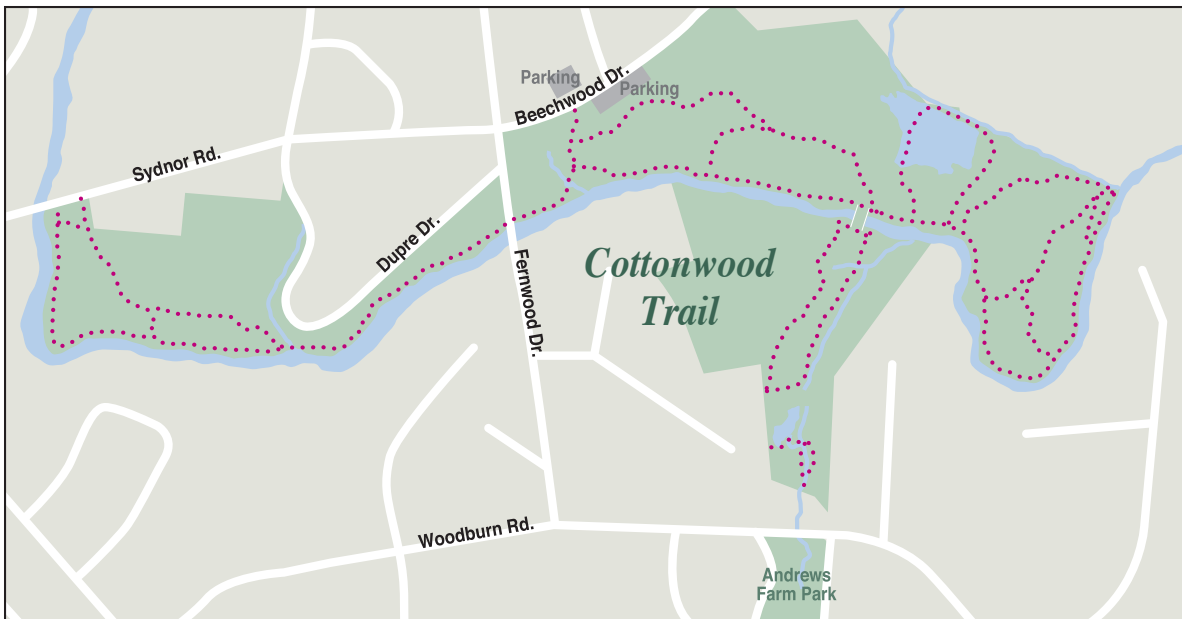 Parking
Parking
Beechwood Dr.
Sydnor Rd.
Dupre Dr.
Fernwood Dr.
Cottonwood
Trail
Woodburn Rd.
Andrews
Farm Park